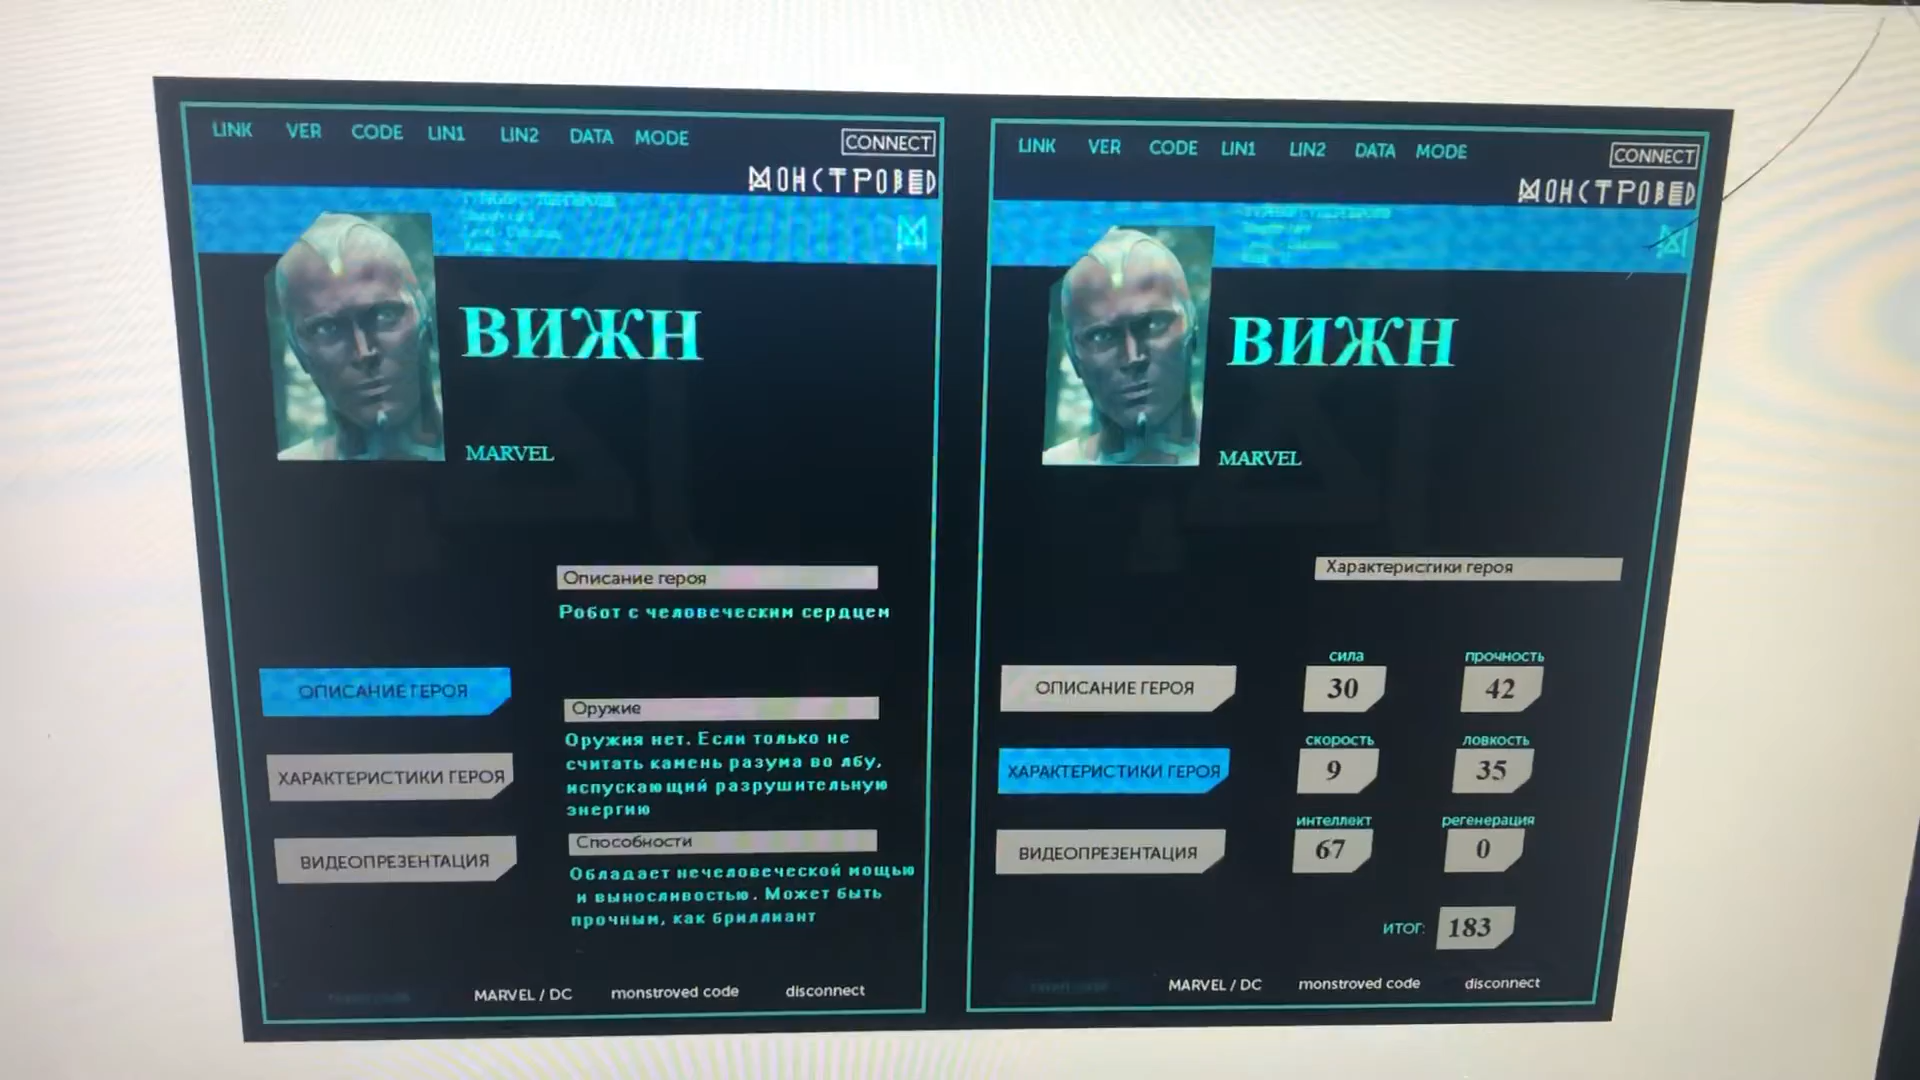 LINK VER CODE LIN1 LIN2 DATA MODE
CONNECT
МОНСТРОВЕД
ВИЖН
MARVEL
Описание героя
Робот с человеческим сердцем
ОПИСАНИЕ ГЕРОЯ
Оружие
Оружия нет. Если только не
считать камень разума во лбу,
испускающий разрушительную
энергию
ХАРАКТЕРИСТИКИ ГЕРОЯ
Способности
ВИДЕОПРЕЗЕНТАЦИЯ
Обладает нечеловеческой мощью
и выносливостью. Может быть
прочным, как бриллиант
MARVEL / DC monstroved code disconnect
LINK VER CODE LIN1 LIN2 DATA MODE
CONNECT
МОНСТРОВЕД
ВИЖН
MARVEL
Характеристики героя
ОПИСАНИЕ ГЕРОЯ
сила прочность
30 42
ХАРАКТЕРИСТИКИ ГЕРОЯ
скорость ловкость
9 35
ВИДЕОПРЕЗЕНТАЦИЯ
интеллект регенерация
67 0
ИТОГ: 183
MARVEL / DC monstroved code disconnect